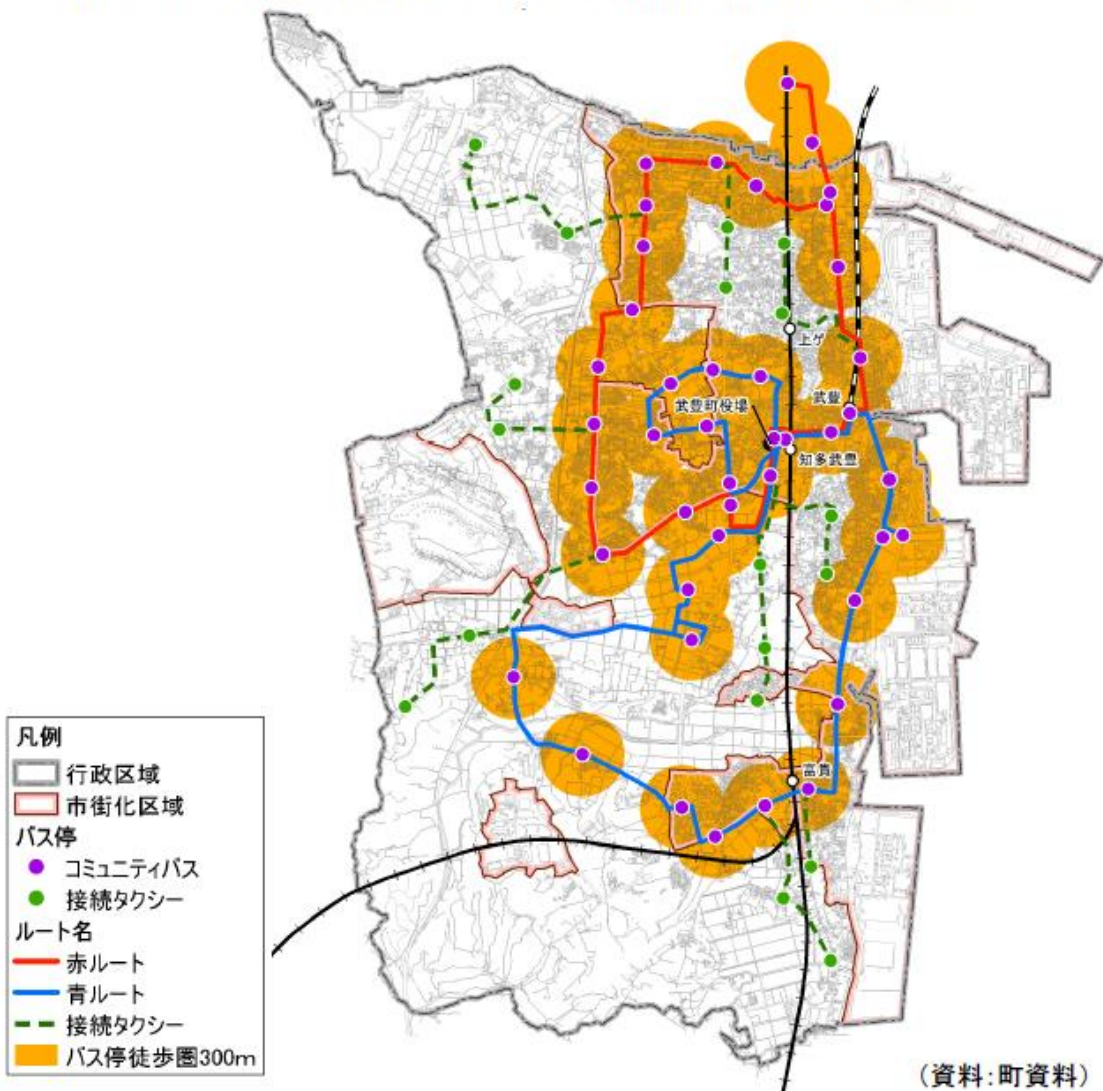 上ゲ
武豊
武豊町役場
知多武豊
富貴
凡例
行政区域
市街化区域
バス停
コミュニティバス
接続タクシー
ルート名
赤ルート
青ルート
接続タクシー
バス停徒歩圏300m
(資料:町資料)